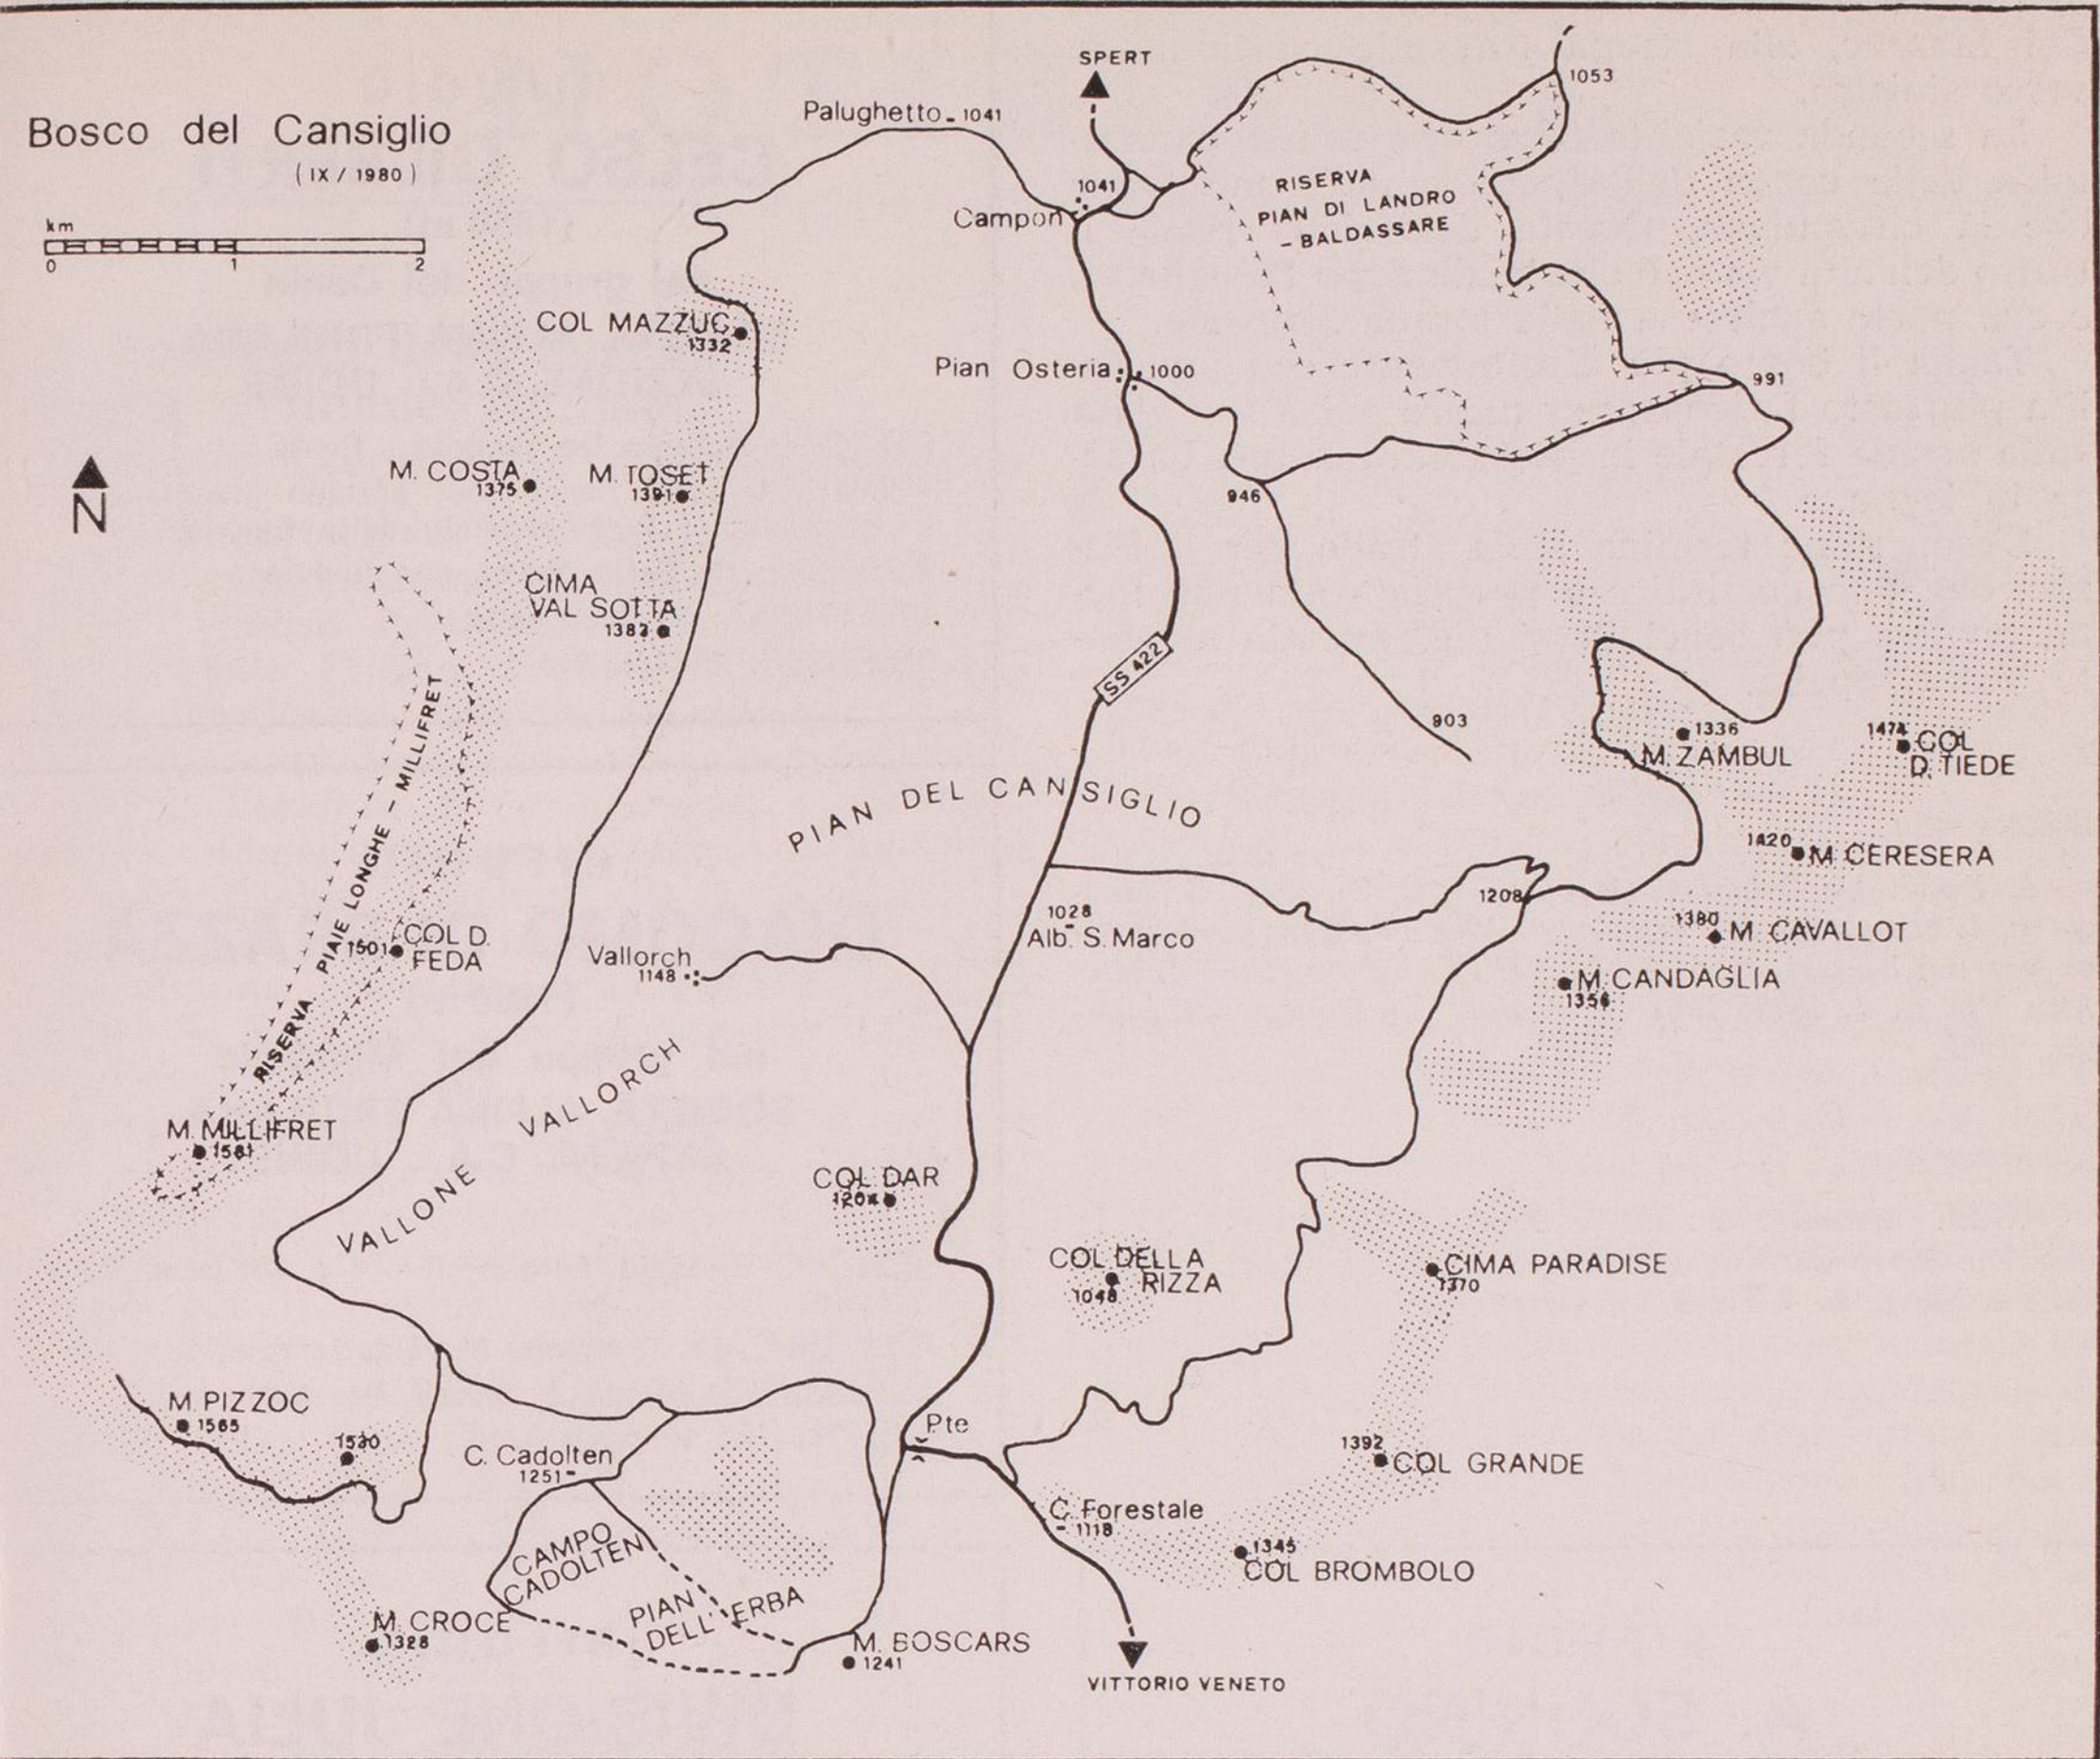 SPERT
1053
Palughetto - 1041
Bosco del Cansiglio
( IX / 1980 )
1041
Campon
RISERVA
PIAN DI LANDRO
- BALDASSARE
km
0 1 2
COL MAZZUC
1332
Pian Osteria
1000
991
M. COSTA
1375
M. TOSET
1391
946
N
CIMA
VAL SOTTA
1383
SS 422
903
1336
M. ZAMBUL
1474
COL
D. TIEDE
RISERVA PIAIE LONGHE - MILLIFRET
PIAN DEL CANSIGLIO
1420
M. CERESERA
1208
1028
Alb. S. Marco
1380
M. CAVALLOT
1501
COL D.
FEDA
Vallorch
1148
M. CANDAGLIA
1356
VALLONE VALLORCH
M. MILLIFRET
1581
COL DAR
1204
COL DELLA
RIZZA
1048
CIMA PARADISE
1370
M. PIZZOC
1565
1530
Pte
C. Cadolten
1251
1392
COL GRANDE
C. Forestale
1118
CAMPO
CADOLTEN
1345
COL BROMBOLO
PIAN
DELL' ERBA
M. CROCE
1328
M. BOSCARS
1241
VITTORIO VENETO